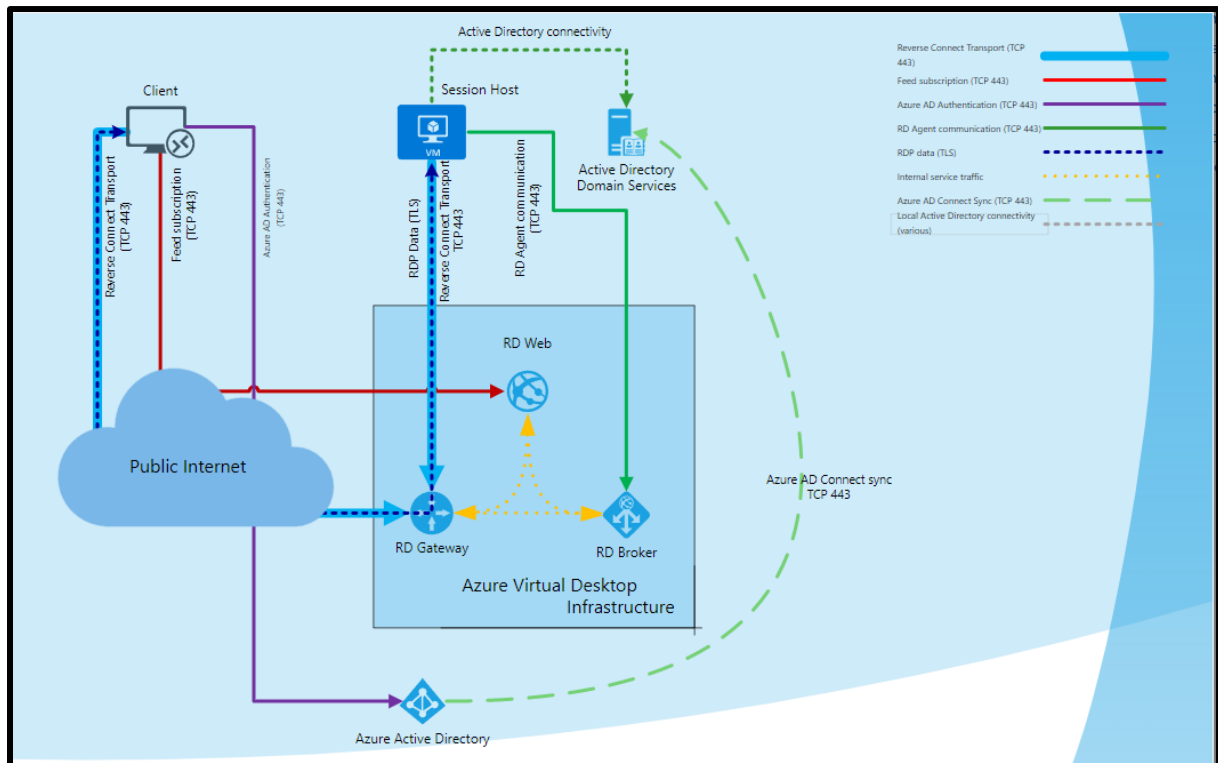 Active Directory connectivity
Client
Session Host
VM
Active Directory
Domain Services
Reverse Connect Transport
(TCP 443)
Feed subscription
(TCP 443)
Azure AD Authentication
(TCP 443)
RDP Data (TLS)
Reverse Connect Transport
TCP 443
RD Agent communication
(TCP 443)
Reverse Connect Transport (TCP
443)
Feed subscription (TCP 443)
Azure AD Authentication (TCP 443)
RD Agent communication (TCP 443)
RDP data (TLS)
Internal service traffic
Azure AD Connect Sync (TCP 443)
Local Active Directory connectivity
(various)
RD Web
Public Internet
Azure AD Connect sync
TCP 443
RD Gateway
RD Broker
Azure Virtual Desktop
Infrastructure
Azure Active Directory